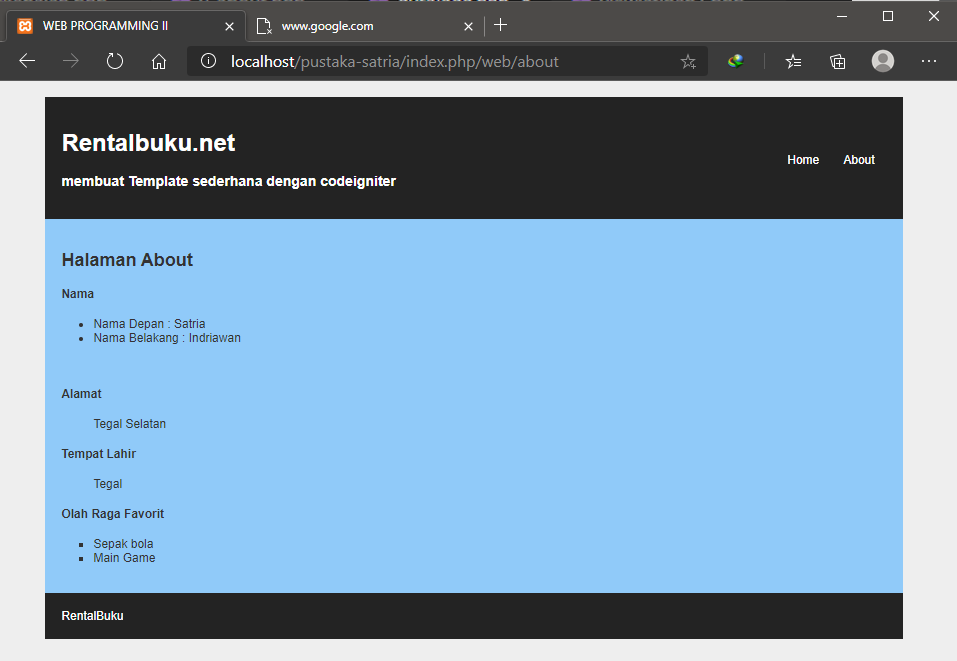 WEB PROGRAMMING II
www.google.com
localhost/pustaka-satria/index.php/web/about
Rentalbuku.net
membuat Template sederhana dengan codeigniter
Home About
Halaman About
Nama
Nama Depan : Satria
Nama Belakang : Indriawan
Alamat
Tegal Selatan
Tempat Lahir
Tegal
Olah Raga Favorit
Sepak bola
Main Game
RentalBuku